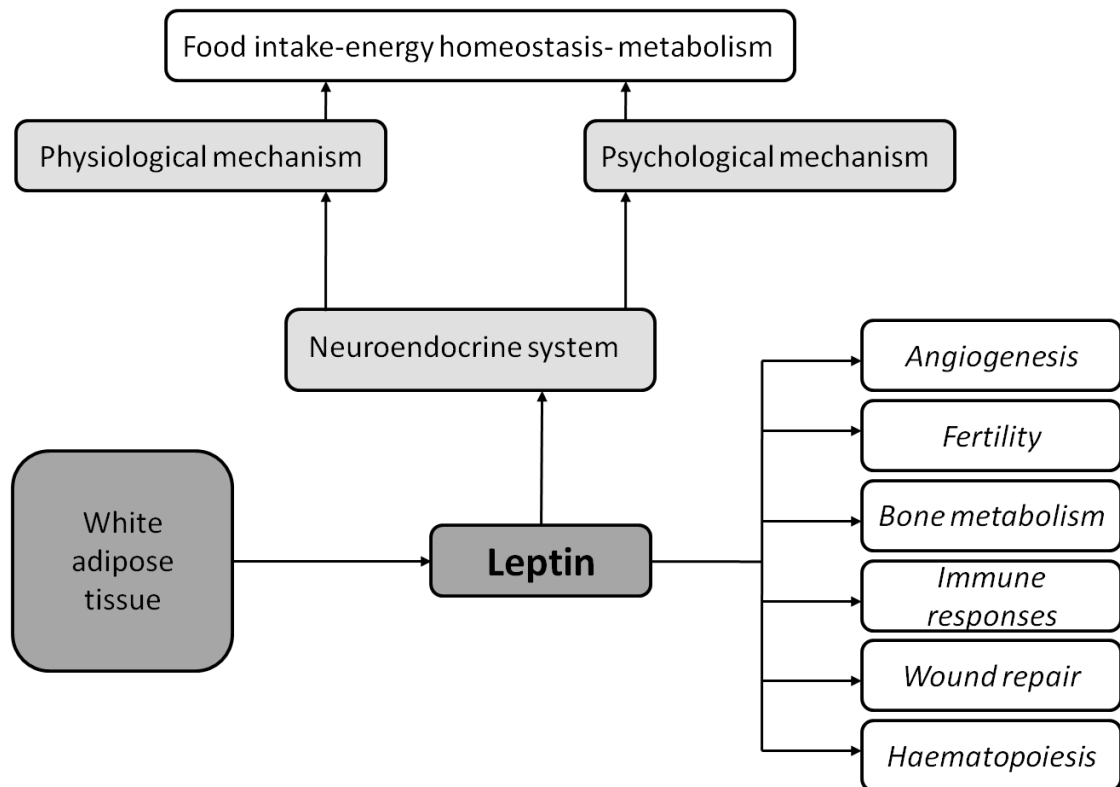 Food intake-energy homeostasis- metabolism
Physiological mechanism
Psychological mechanism
Neuroendocrine system
White
adipose
tissue
Leptin
Angiogenesis
Fertility
Bone metabolism
Immune
responses
Wound repair
Haematopoiesis